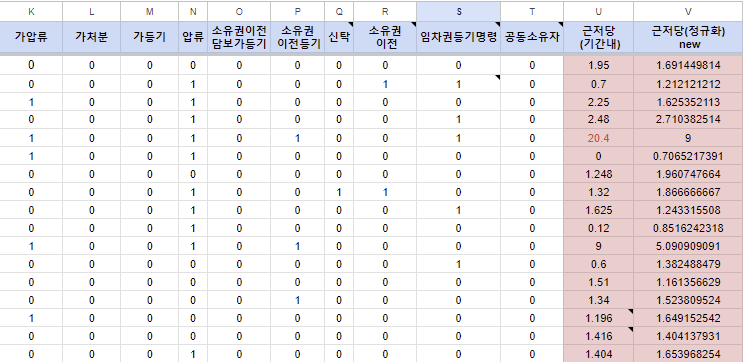 K L M N O P Q R S T U V
가압류 가처분 가등기 압류 소유권이전 담보가등기 소유권 이전등기 신탁 소유권 이전 임차권등기명령 공동소유자 근저당 (기간내) 근저당(정규화) new
0 0 0 0 0 0 0 0 0 0 1.95 1.691449814
0 0 0 1 0 0 0 1 1 0 0.7 1.212121212
1 0 0 1 0 0 0 0 0 0 2.25 1.625352113
0 0 0 0 0 0 0 0 1 0 2.48 2.710382514
1 0 0 1 0 1 0 0 1 0 20.4 9
1 0 0 1 0 0 0 0 0 0 0 0.7065217391
0 0 0 0 0 0 0 0 0 0 1.248 1.960747664
0 0 0 1 0 0 1 1 0 0 1.32 1.866666667
0 0 0 0 0 0 0 0 1 0 1.625 1.243315508
0 0 0 1 0 0 0 0 0 0 0.12 0.8516242318
1 0 0 1 0 1 0 0 0 0 9 5.090909091
0 0 0 0 0 0 0 0 1 0 0.6 1.382488479
0 0 0 0 0 0 0 0 0 0 1.51 1.161356629
0 0 0 0 0 1 0 0 0 0 1.34 1.523809524
1 0 0 0 0 0 0 0 0 0 1.196 1.649152542
0 0 0 0 0 0 0 0 0 0 1.416 1.404137931
0 0 0 1 0 0 0 0 0 0 1.404 1.653968254